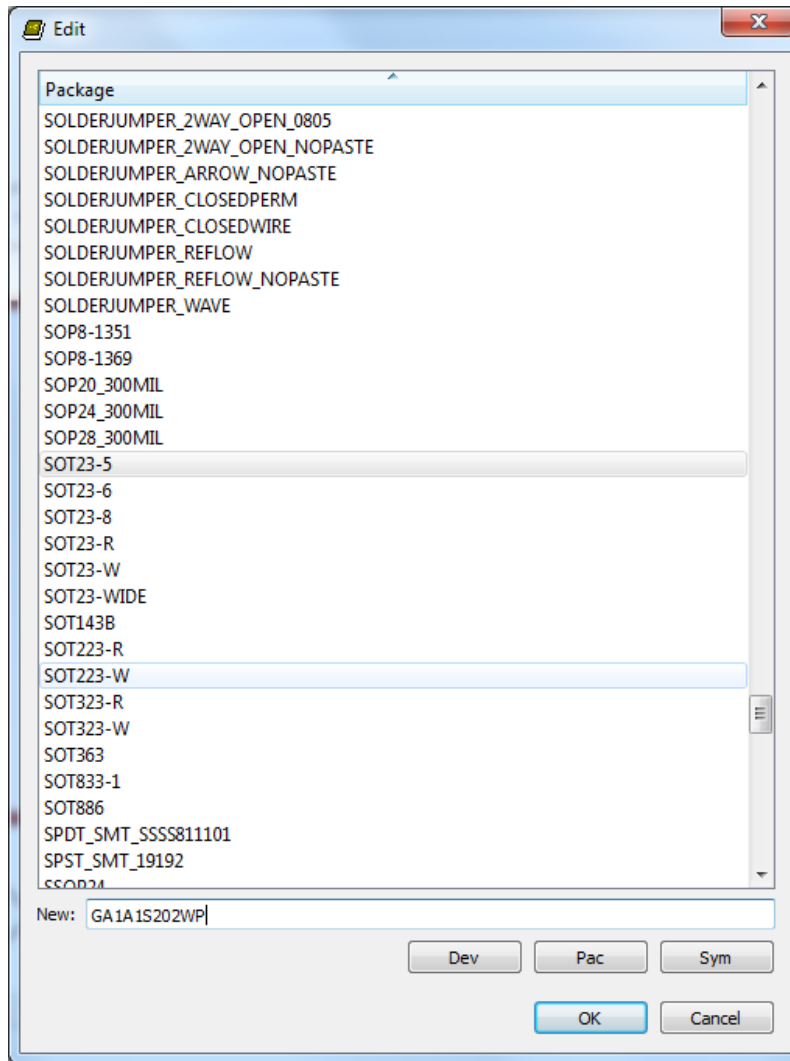 Edit
Package
SOLDERJUMPER_2WAY_OPEN_0805
SOLDERJUMPER_2WAY_OPEN_NOPASTE
SOLDERJUMPER_ARROW_NOPASTE
SOLDERJUMPER_CLOSEDPERM
SOLDERJUMPER_CLOSEDWIRE
SOLDERJUMPER_REFLOW
SOLDERJUMPER_REFLOW_NOPASTE
SOLDERJUMPER_WAVE
SOP8-1351
SOP8-1369
SOP20_300MIL
SOP24_300MIL
SOP28_300MIL
SOT23-5
SOT23-6
SOT23-8
SOT23-R
SOT23-W
SOT23-WIDE
SOT143B
SOT223-R
SOT223-W
SOT323-R
SOT323-W
SOT363
SOT833-1
SOT886
SPDT_SMT_SSSS811101
SPST_SMT_19192
SSOP24
New: GA1A1S202WP
Dev Pac Sym
OK Cancel